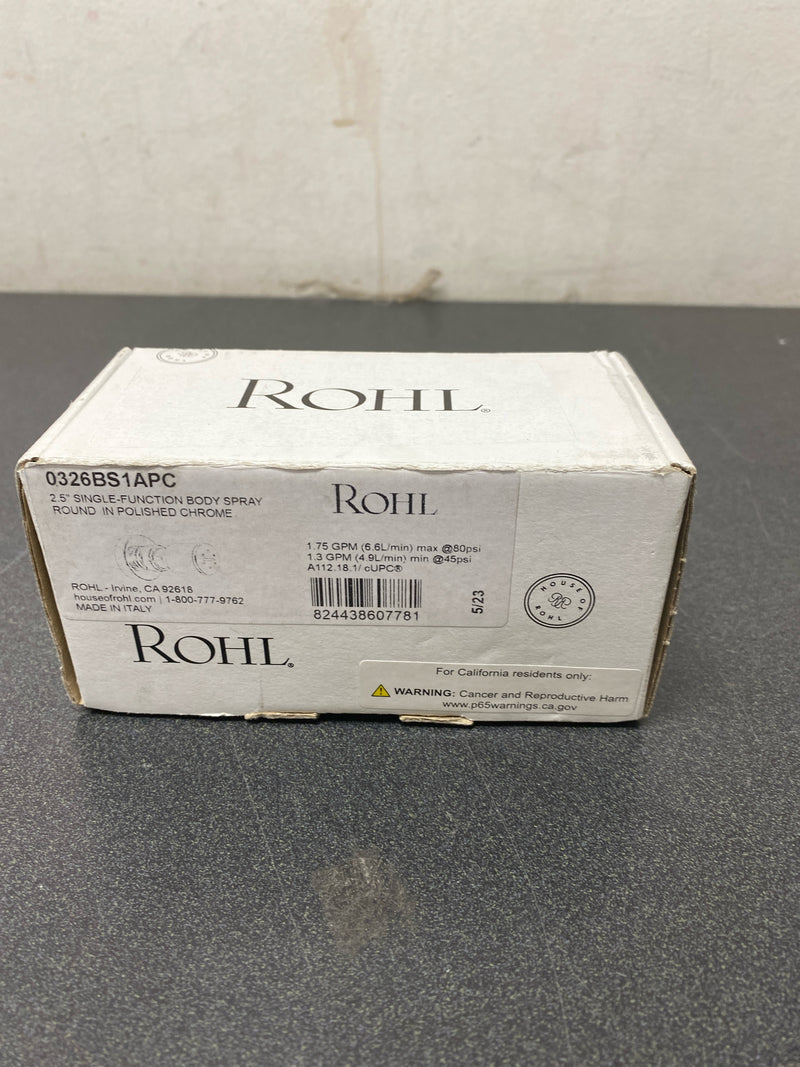 ROHL®
0326BS1APC
2.5" SINGLE-FUNCTION BODY SPRAY
ROUND IN POLISHED CHROME
ROHL
1.75 GPM (6.6L/min) max @80psi
1.3 GPM (4.9L/min) min @45psi
A112.18.1/ cUPC®
ROHL - Irvine, CA 92618
houseofrohl.com | 1-800-777-9762
MADE IN ITALY
824438607781
5/23
HOUSE OF
ROHL
ROHL®
For California residents only:
WARNING: Cancer and Reproductive Harm
www.p65warnings.ca.gov